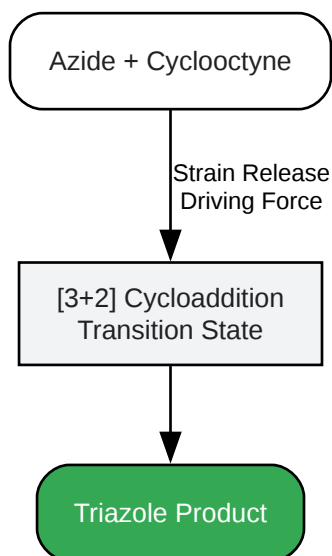 Azide + Cyclooctyne
Strain Release
Driving Force
[3+2] Cycloaddition
Transition State
Triazole Product